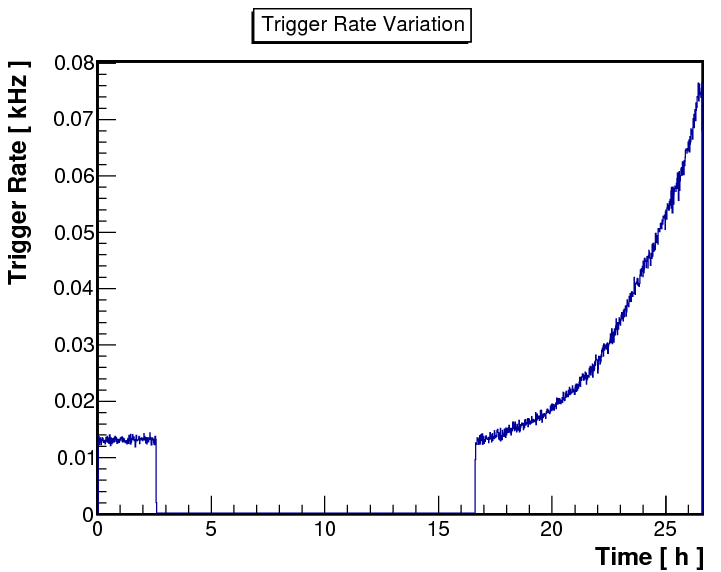 Trigger Rate Variation
Trigger Rate [ kHz ]
0.08
0.07
0.06
0.05
0.04
0.03
0.02
0.01
0
0 5 10 15 20 25
Time [ h ]